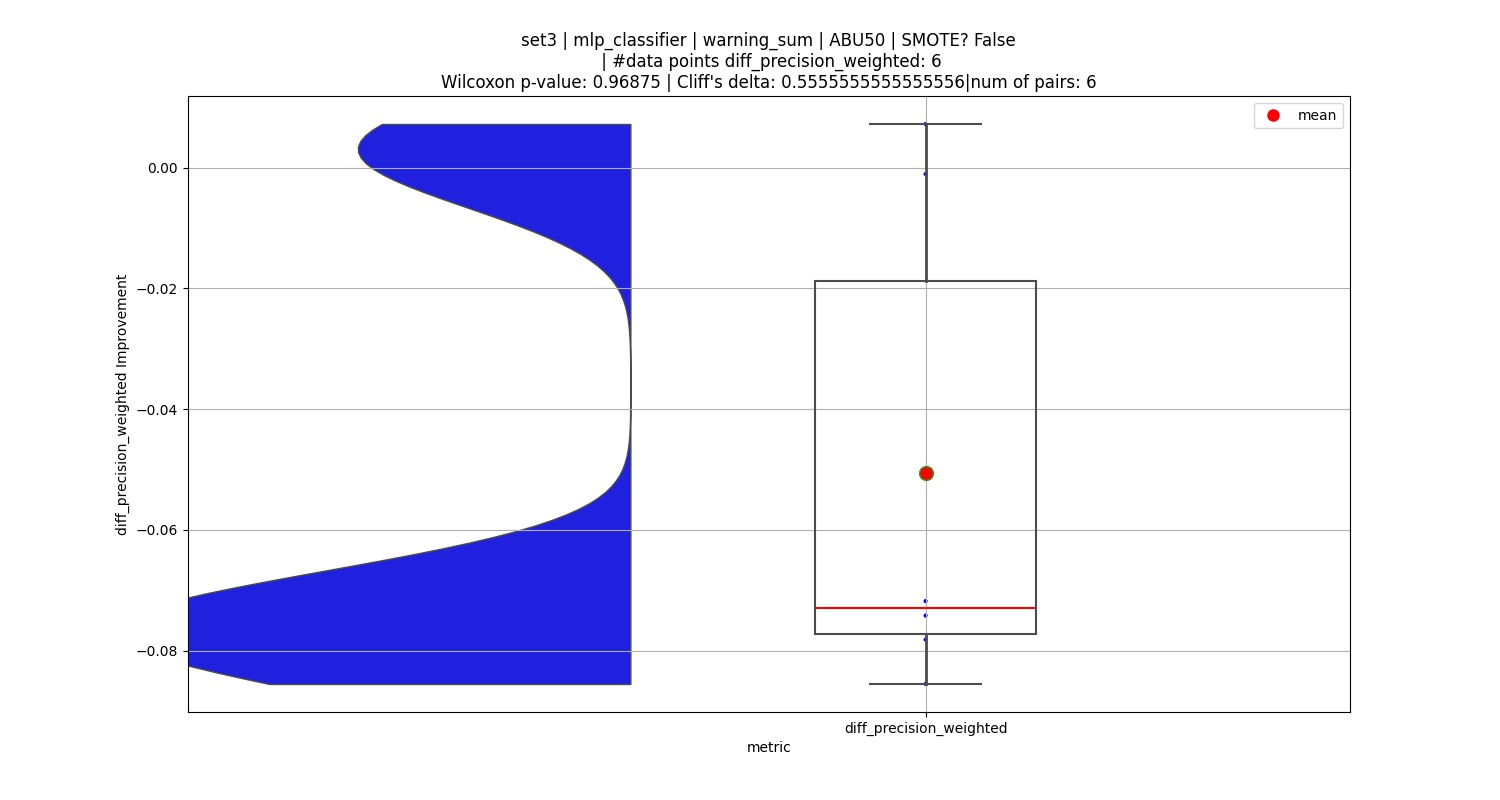 set3 | mlp_classifier | warning_sum | ABU50 | SMOTE? False
| #data points diff_precision_weighted: 6
Wilcoxon p-value: 0.96875 | Cliff's delta: 0.5555555555555556|num of pairs: 6
mean
0.00
−0.02
−0.04
−0.06
−0.08
diff_precision_weighted Improvement
diff_precision_weighted
metric